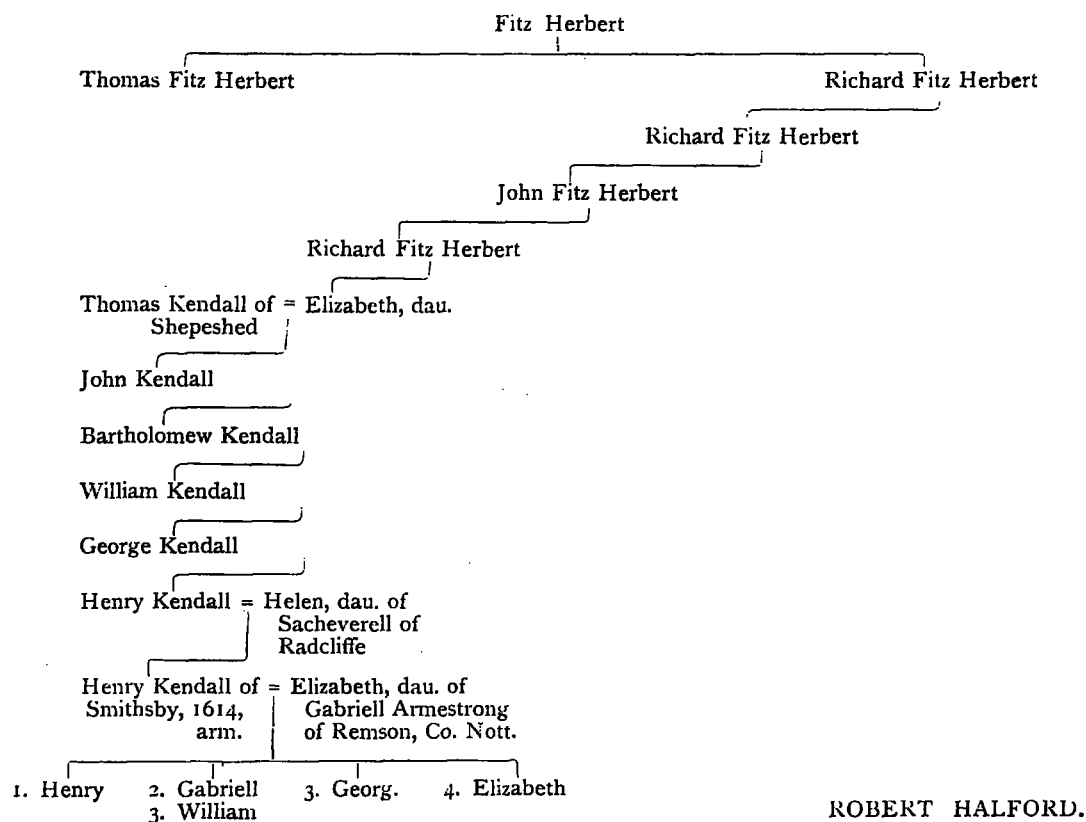 Fitz Herbert
Thomas Fitz Herbert Richard Fitz Herbert
Richard Fitz Herbert
John Fitz Herbert
Richard Fitz Herbert
Thomas Kendall of = Elizabeth, dau.
Shepeshed
John Kendall
Bartholomew Kendall
William Kendall
George Kendall
Henry Kendall = Helen, dau. of
Sacheverell of
Radcliffe
Henry Kendall of = Elizabeth, dau. of
Smithsby, 1614, Gabriell Armestrong
arm. of Remson, Co. Nott.
1. Henry 2. Gabriell 3. Georg. 4. Elizabeth
3. William
ROBERT HALFORD.